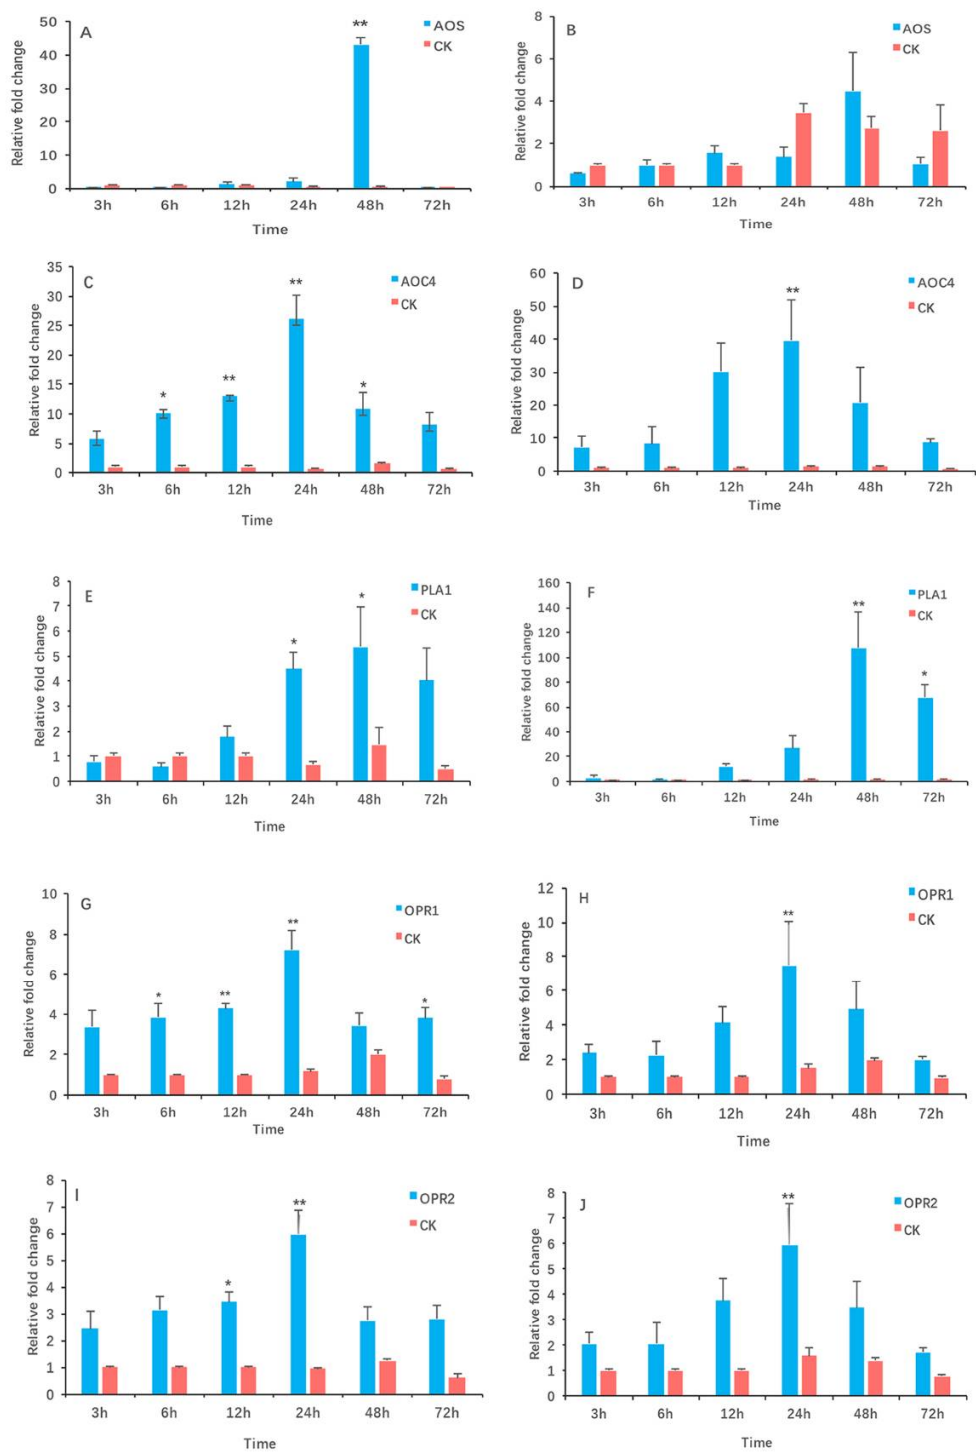 A
AOS
CK
**
Relative fold change
50
40
30
20
10
0
3h 6h 12h 24h 48h 72h
Time
B
AOS
CK
Relative fold change
8
6
4
2
0
3h 6h 12h 24h 48h 72h
Time
C
AOC4
CK
* ** ** *
Relative fold change
35
30
25
20
15
10
5
0
3h 6h 12h 24h 48h 72h
Time
D
AOC4
CK
**
Relative fold change
60
50
40
30
20
10
0
3h 6h 12h 24h 48h 72h
Time
E
PLA1
CK
* *
Relative fold change
8
7
6
5
4
3
2
1
0
3h 6h 12h 24h 48h 72h
Time
F
PLA1
CK
** *
Relative fold change
160
140
120
100
80
60
40
20
0
3h 6h 12h 24h 48h 72h
Time
G
OPR1
CK
* ** ** *
Relative fold change
10
8
6
4
2
0
3h 6h 12h 24h 48h 72h
Time
H
OPR1
CK
**
Relative fold change
12
10
8
6
4
2
0
3h 6h 12h 24h 48h 72h
Time
I
OPR2
CK
* **
Relative fold change
8
7
6
5
4
3
2
1
0
3h 6h 12h 24h 48h 72h
Time
J
OPR2
CK
**
Relative fold change
8
7
6
5
4
3
2
1
0
3h 6h 12h 24h 48h 72h
Time